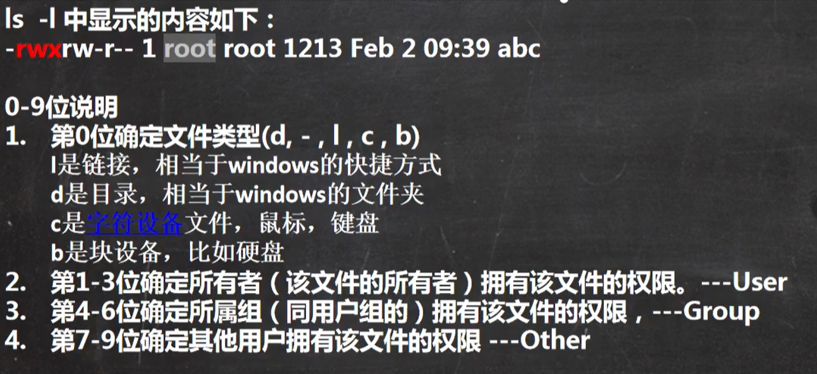 ls -l 中显示的内容如下：
-rwxrw-r-- 1 root root 1213 Feb 2 09:39 abc
0-9位说明
1. 第0位确定文件类型(d, - , l , c , b)
l是链接，相当于windows的快捷方式
d是目录，相当于windows的文件夹
c是字符设备文件，鼠标，键盘
b是块设备，比如硬盘
2. 第1-3位确定所有者（该文件的所有者）拥有该文件的权限。---User
3. 第4-6位确定所属组（同用户组的）拥有该文件的权限，---Group
4. 第7-9位确定其他用户拥有该文件的权限 ---Other